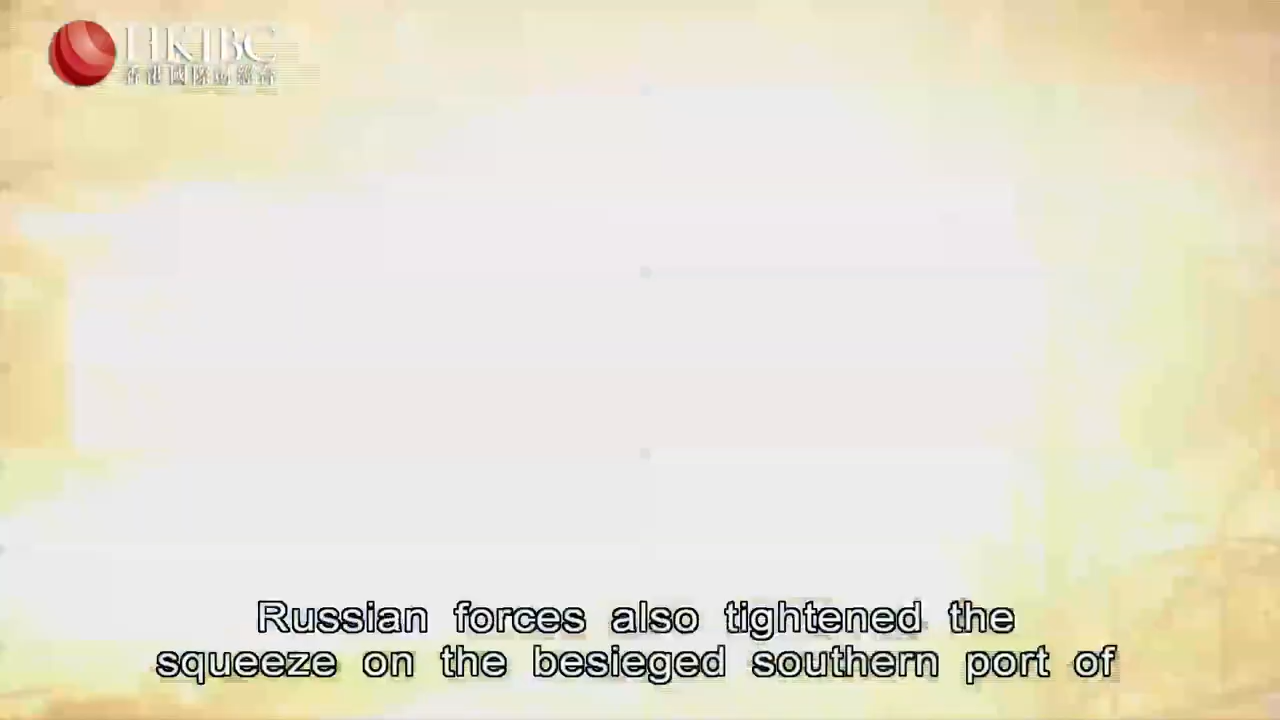 HKIBC
Russian forces also tightened the
squeeze on the besieged southern port of